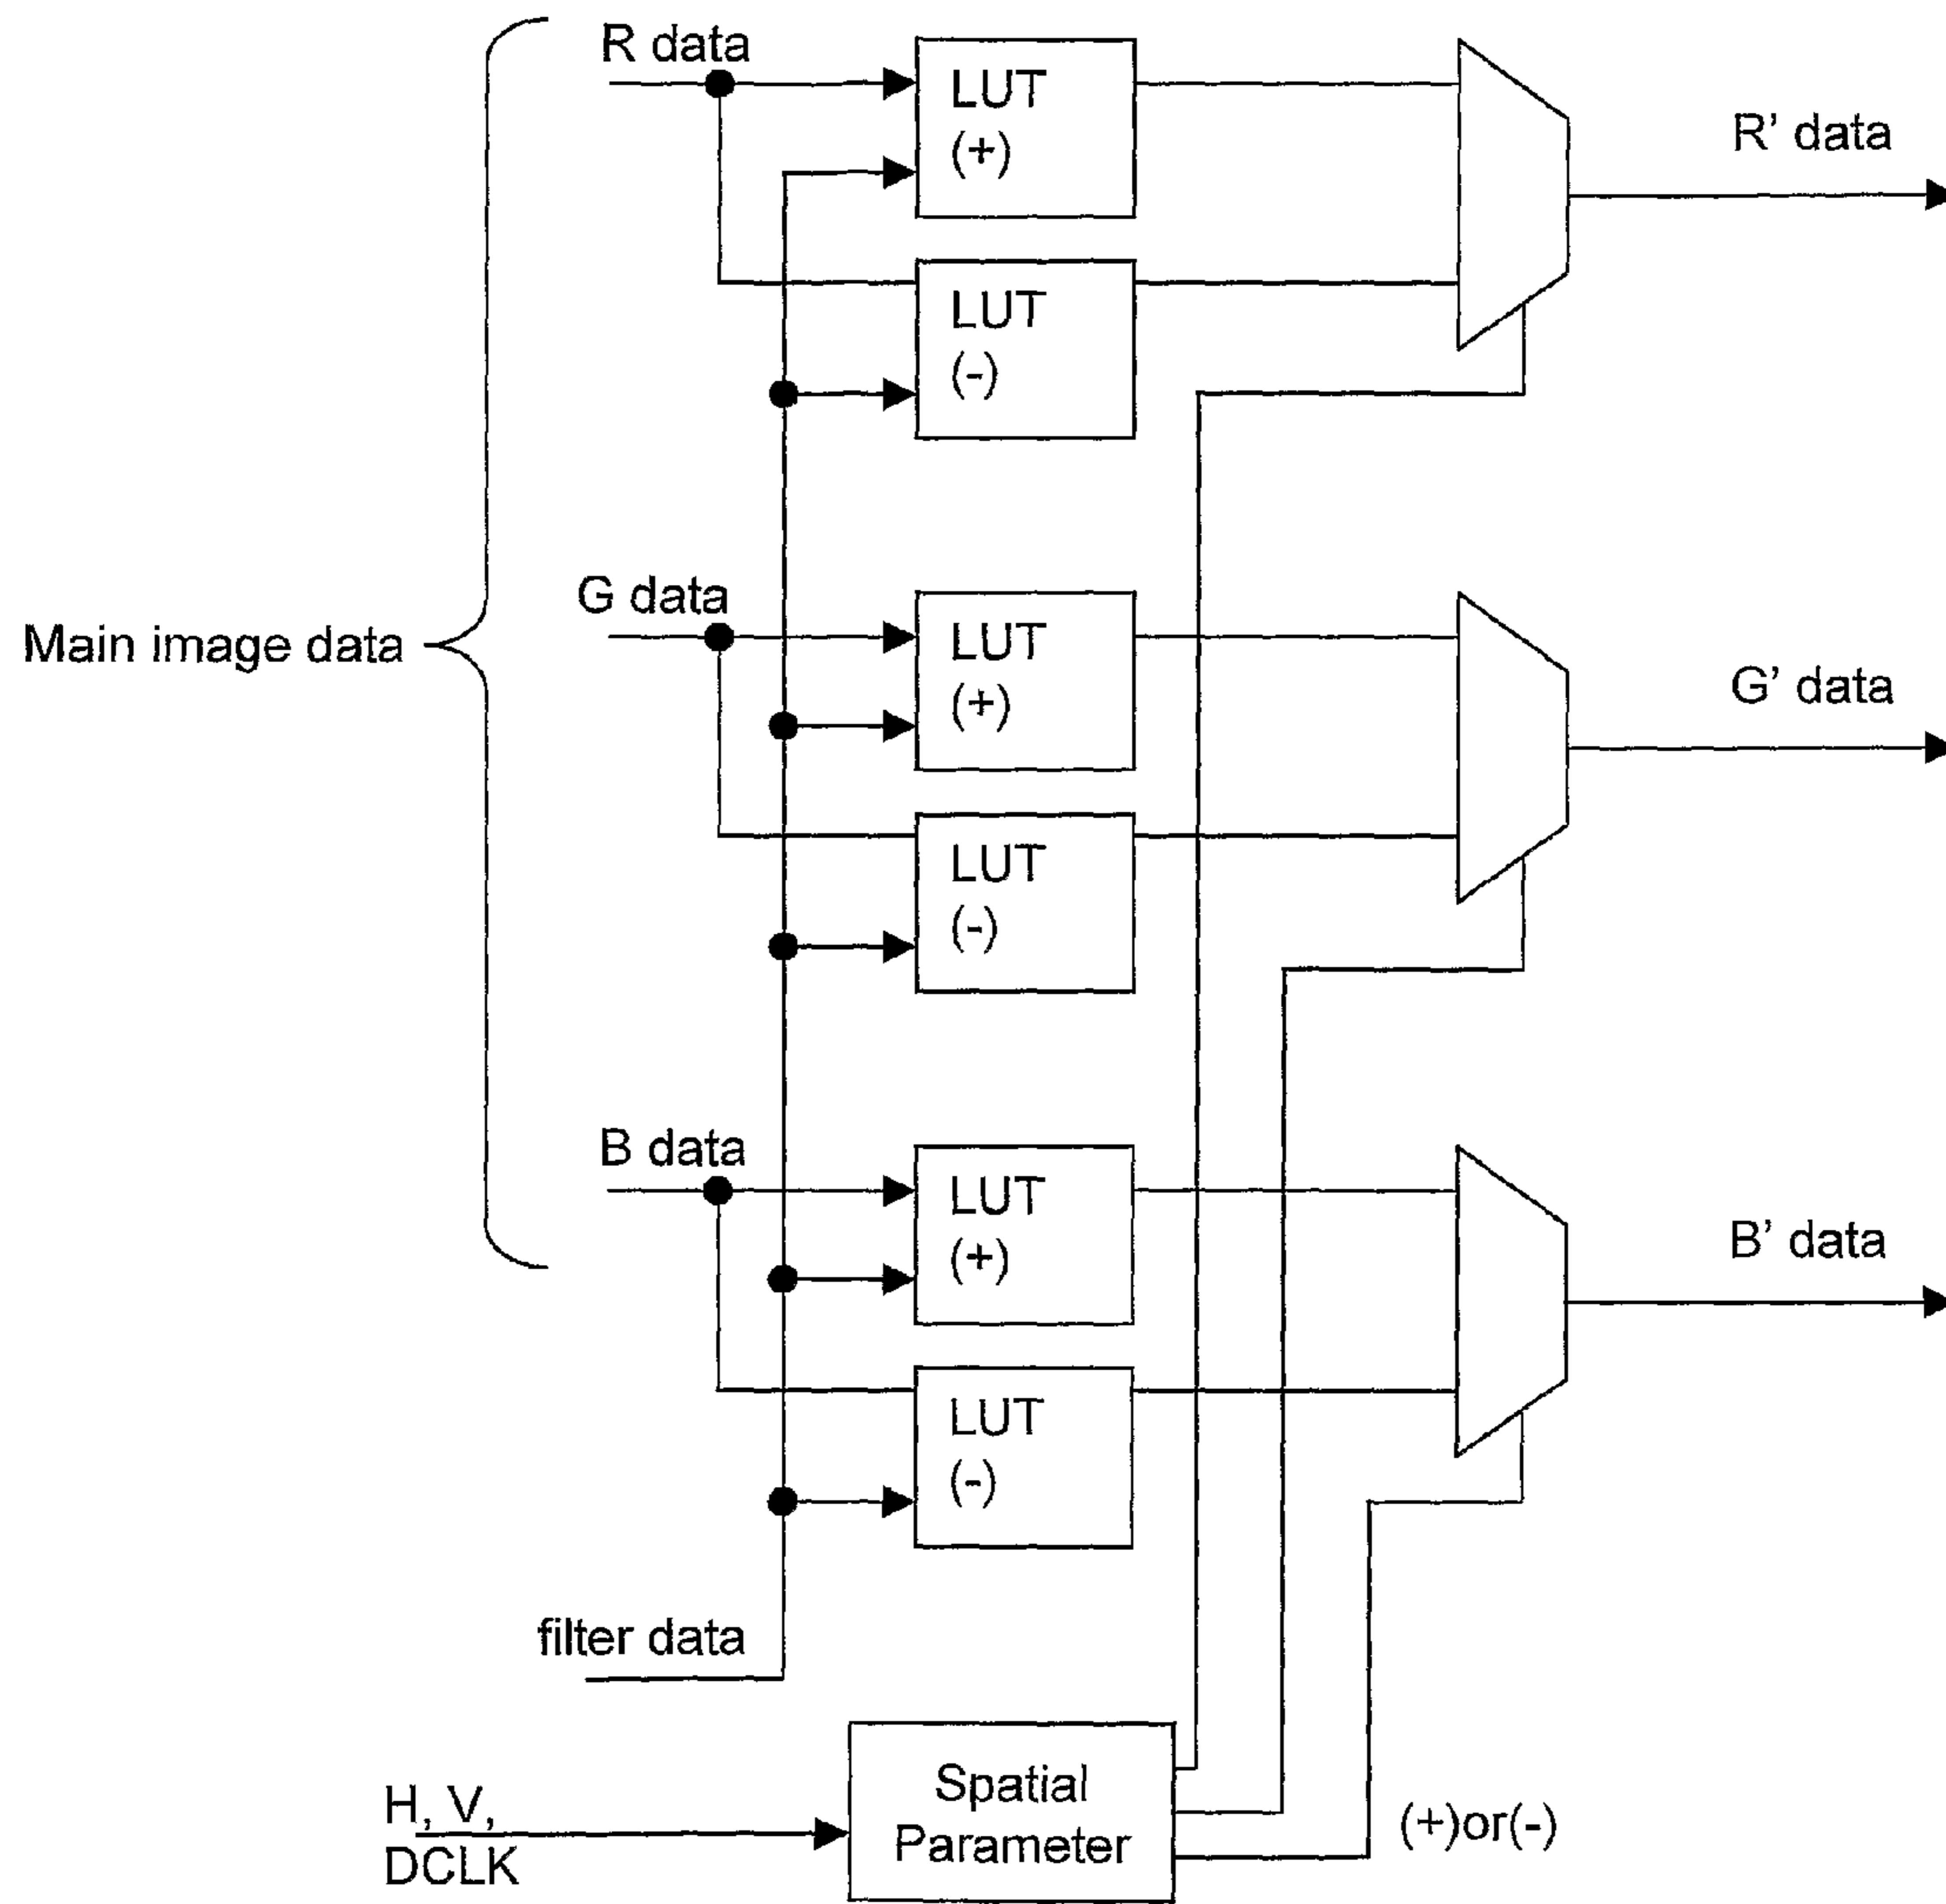 R data
LUT
(+)
R’ data
LUT
(-)
G data
LUT
(+)
Main image data
G’ data
LUT
(-)
B data
LUT
(+)
B’ data
LUT
(-)
filter data
H, V,
DCLK
Spatial
Parameter
(+)or(-)